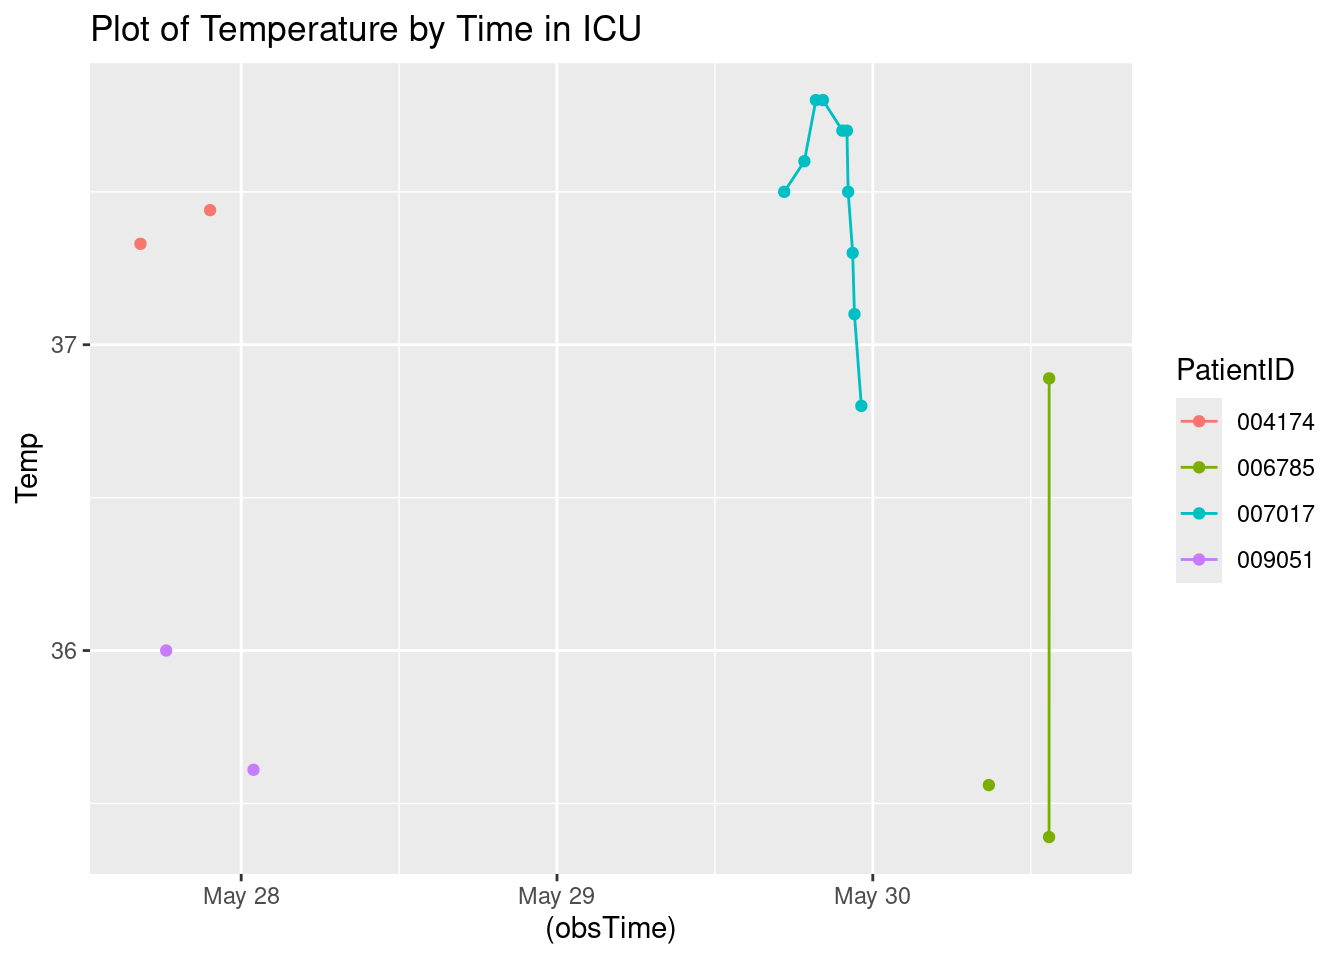 Plot of Temperature by Time in ICU
37
36
Temp
May 28
May 29
May 30
(obsTime)
PatientID
004174
006785
007017
009051